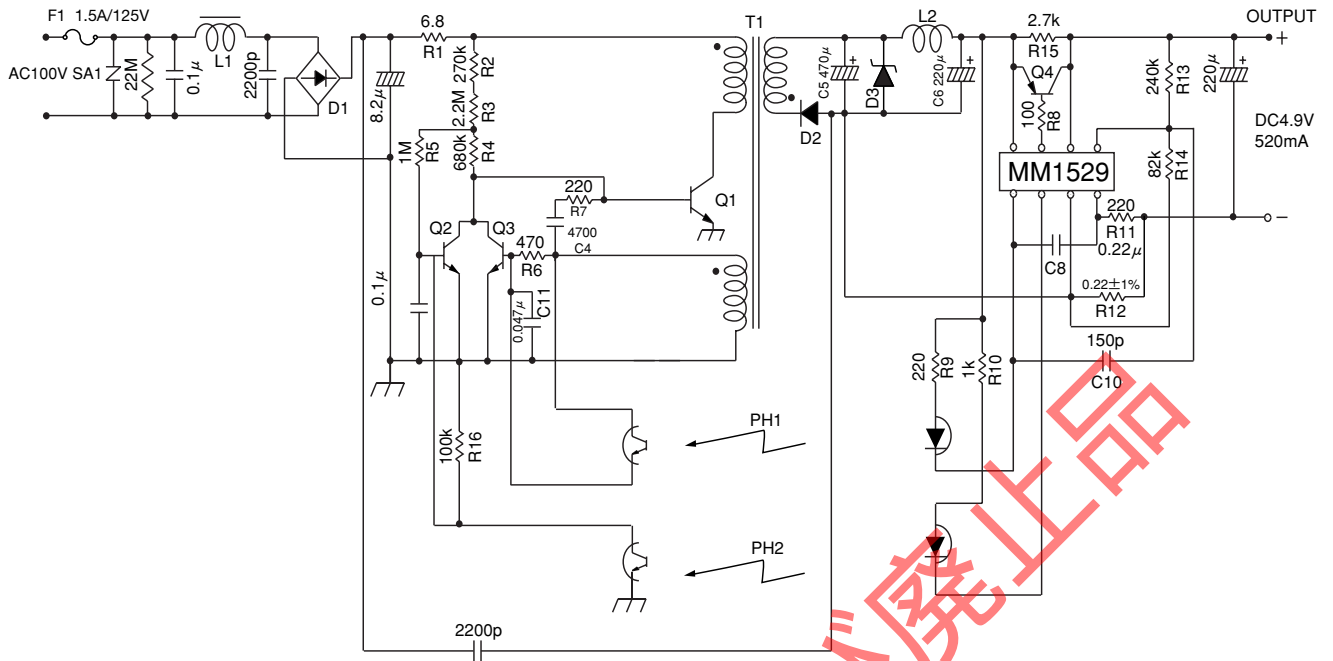 F1 1.5A/125V
AC100V SA1
22M
0.1μ
L1
2200p
D1
8.2μ
6.8
R1
270k
R2
2.2M
R3
680k
R4
1M
R5
220
R7
4700
C4
Q1
Q2
Q3
470
R6
0.1μ
0.047μ
C11
100k
R16
T1
D2
C5 470μ
D3
L2
C6 220μ
2.7k
R15
Q4
100
R8
MM1529
240k
R13
82k
R14
220μ
OUTPUT
+
DC4.9V
520mA
−
220
R11
0.22μ
C8
0.22±1%
R12
150p
C10
220
R9
1k
R10
PH1
PH2
2200p
廃止品